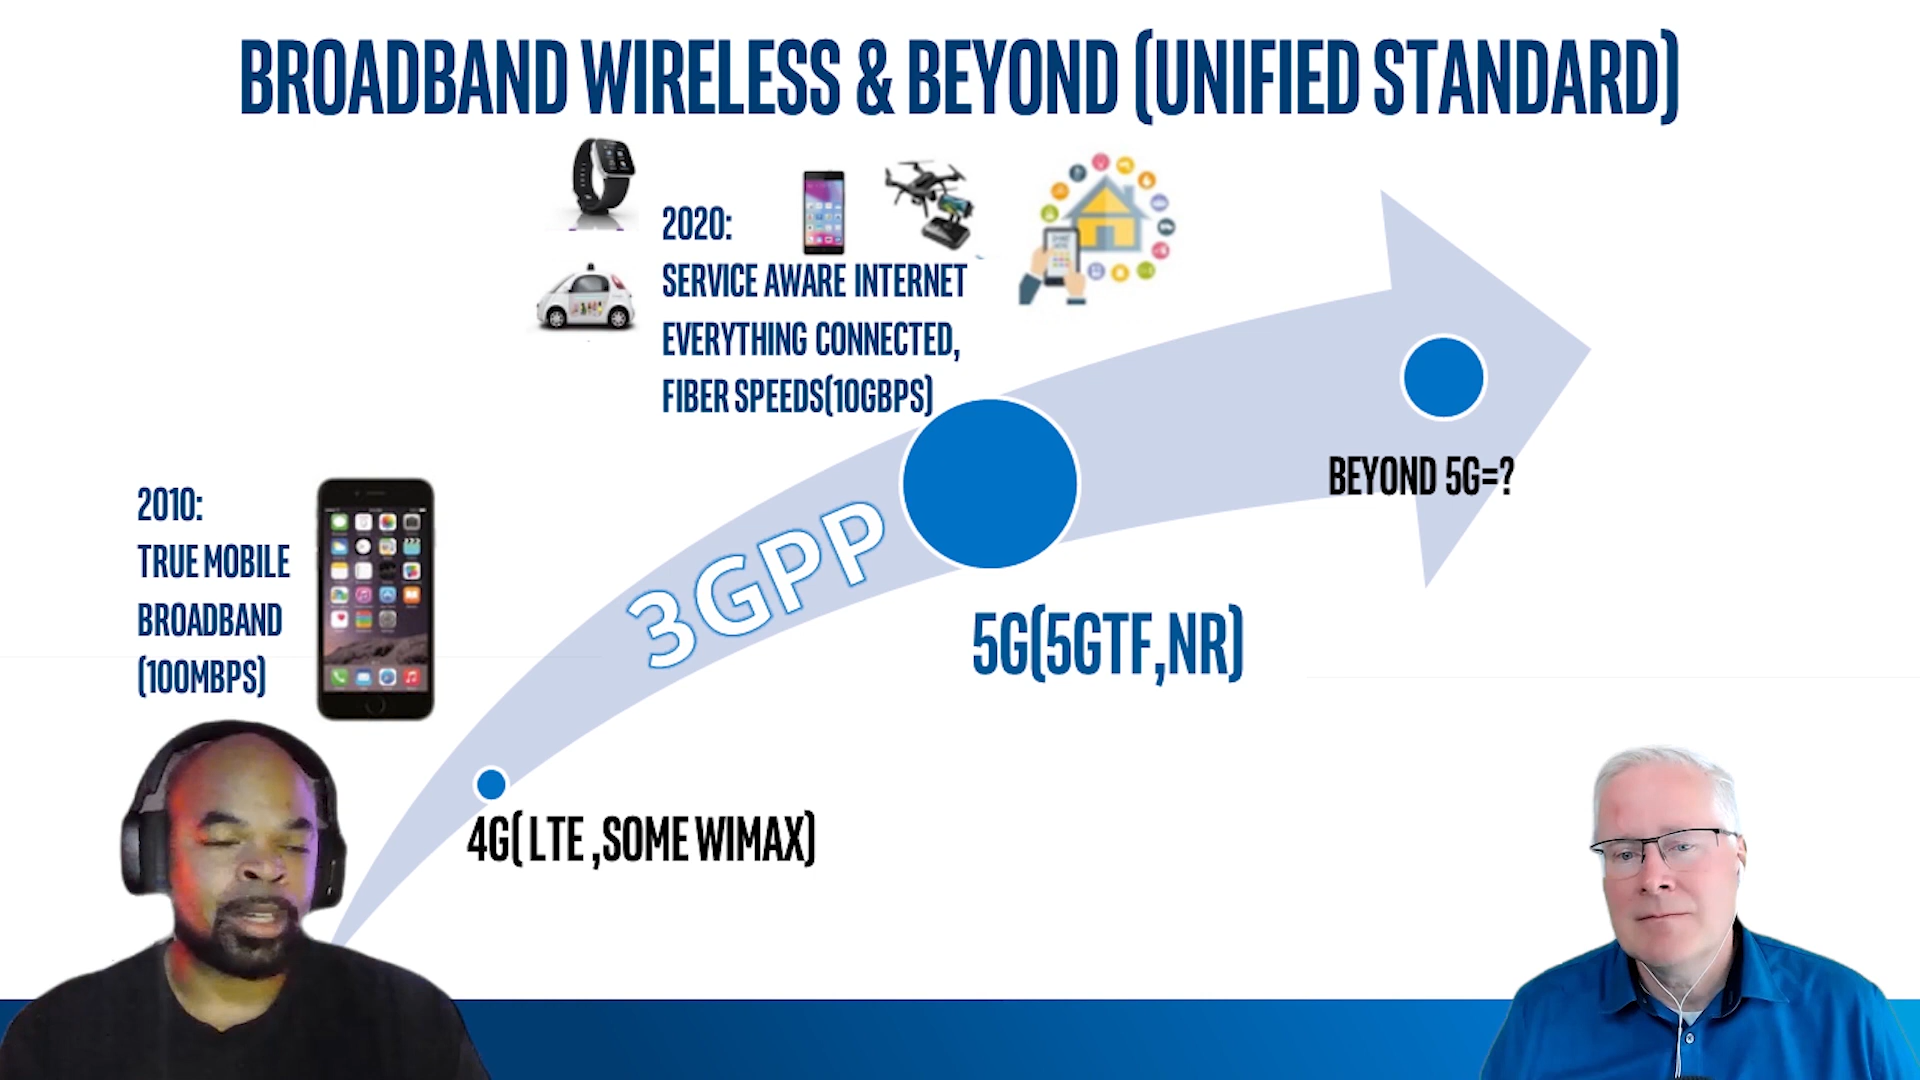 BROADBAND WIRELESS & BEYOND (UNIFIED STANDARD)
2020:
SERVICE AWARE INTERNET
EVERYTHING CONNECTED,
FIBER SPEEDS(10GBPS)
2010:
TRUE MOBILE
BROADBAND
(100MBPS)
3GPP
BEYOND 5G=?
5G(5GTF,NR)
4G( LTE ,SOME WIMAX)